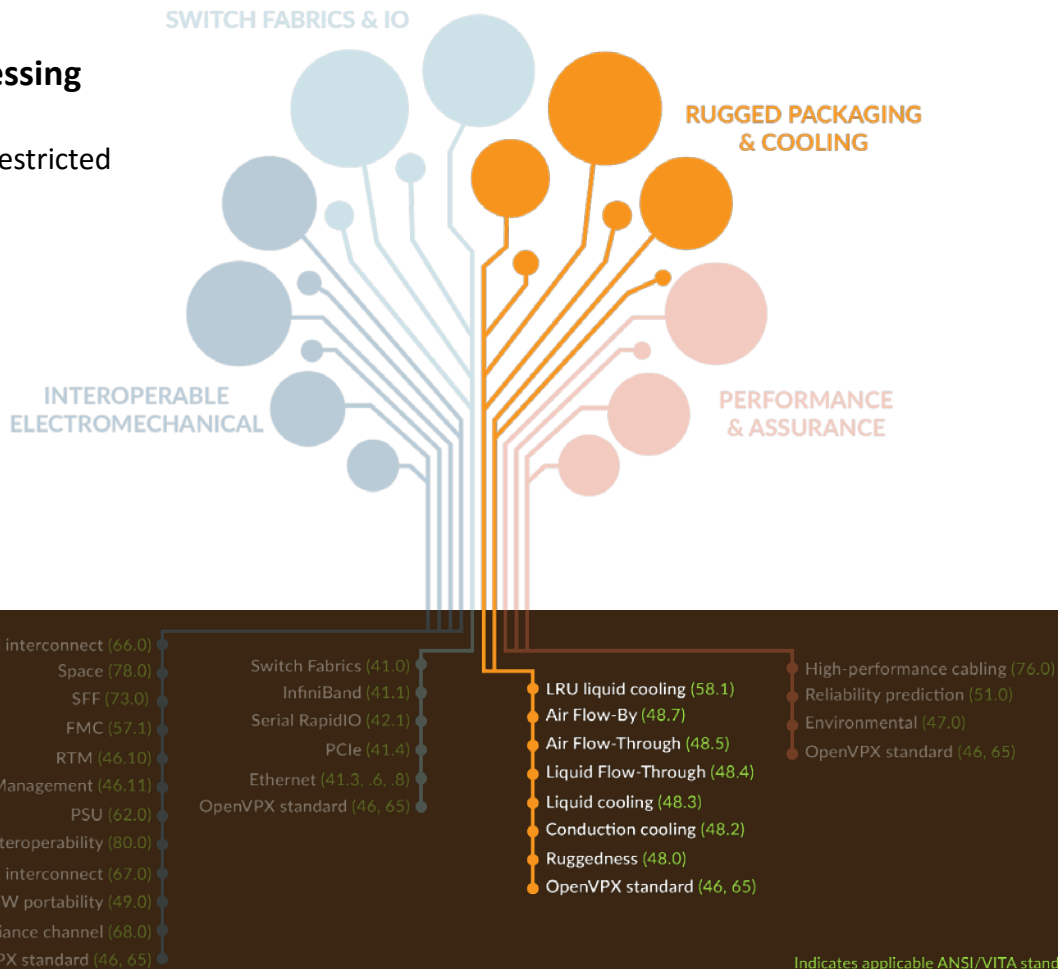 SWITCH FABRICS & IO
essing
estricted
RUGGED PACKAGING
& COOLING
INTEROPERABLE
ELECTROMECHANICAL
PERFORMANCE
& ASSURANCE
interconnect (66.0)
Space (78.0)
SFF (73.0)
FMC (57.1)
RTM (46.10)
Management (46.11)
PSU (62.0)
teroperability (80.0)
interconnect (67.0)
W portability (49.0)
iance channel (68.0)
PX standard (46, 65)
Switch Fabrics (41.0)
InfiniBand (41.1)
Serial RapidIO (42.1)
PCIe (41.4)
Ethernet (41.3, .6, .8)
OpenVPX standard (46, 65)
LRU liquid cooling (58.1)
Air Flow-By (48.7)
Air Flow-Through (48.5)
Liquid Flow-Through (48.4)
Liquid cooling (48.3)
Conduction cooling (48.2)
Ruggedness (48.0)
OpenVPX standard (46, 65)
High-performance cabling (76.0)
Reliability prediction (51.0)
Environmental (47.0)
OpenVPX standard (46, 65)
Indicates applicable ANSI/VITA stand